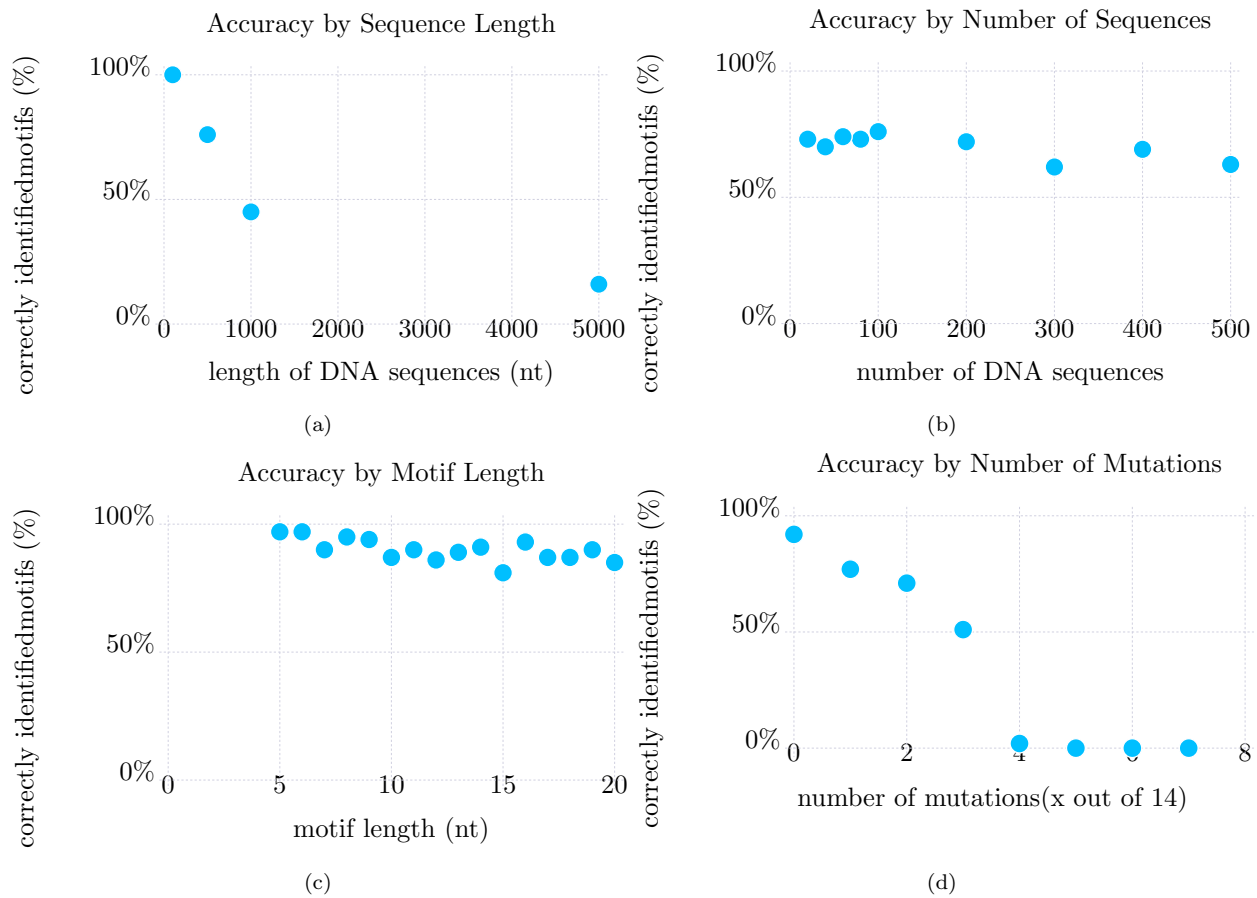 Accuracy by Sequence Length
correctly identifiedmotifs (%)
100%
50%
0%
0 1000 2000 3000 4000 5000
length of DNA sequences (nt)
(a)
Accuracy by Number of Sequences
correctly identifiedmotifs (%)
100%
50%
0%
0 100 200 300 400 500
number of DNA sequences
(b)
Accuracy by Motif Length
correctly identifiedmotifs (%)
100%
50%
0%
0 5 10 15 20
motif length (nt)
(c)
Accuracy by Number of Mutations
correctly identifiedmotifs (%)
100%
50%
0%
0 2 4 6 8
number of mutations(x out of 14)
(d)